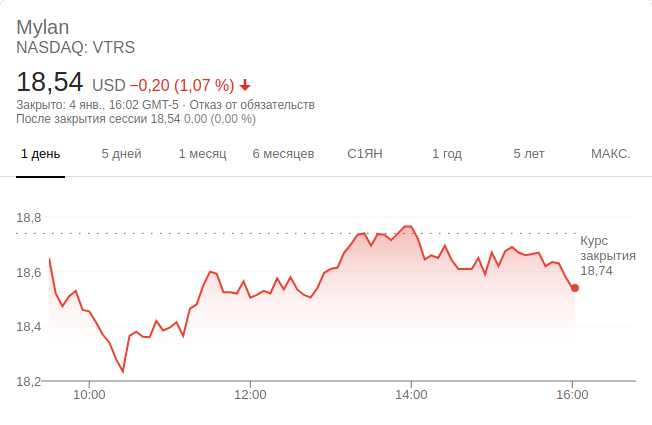 Mylan
NASDAQ: VTRS
18,54 USD −0,20 (1,07 %)
Закрыто: 4 янв., 16:02 GMT-5 · Отказ от обязательств
После закрытия сессии 18,54 0,00 (0,00 %)
1 день 5 дней 1 месяц 6 месяцев С1ЯН 1 год 5 лет МАКС.
18,8
Курс
закрытия
18,74
18,6
18,4
18,2
10:00 12:00 14:00 16:00